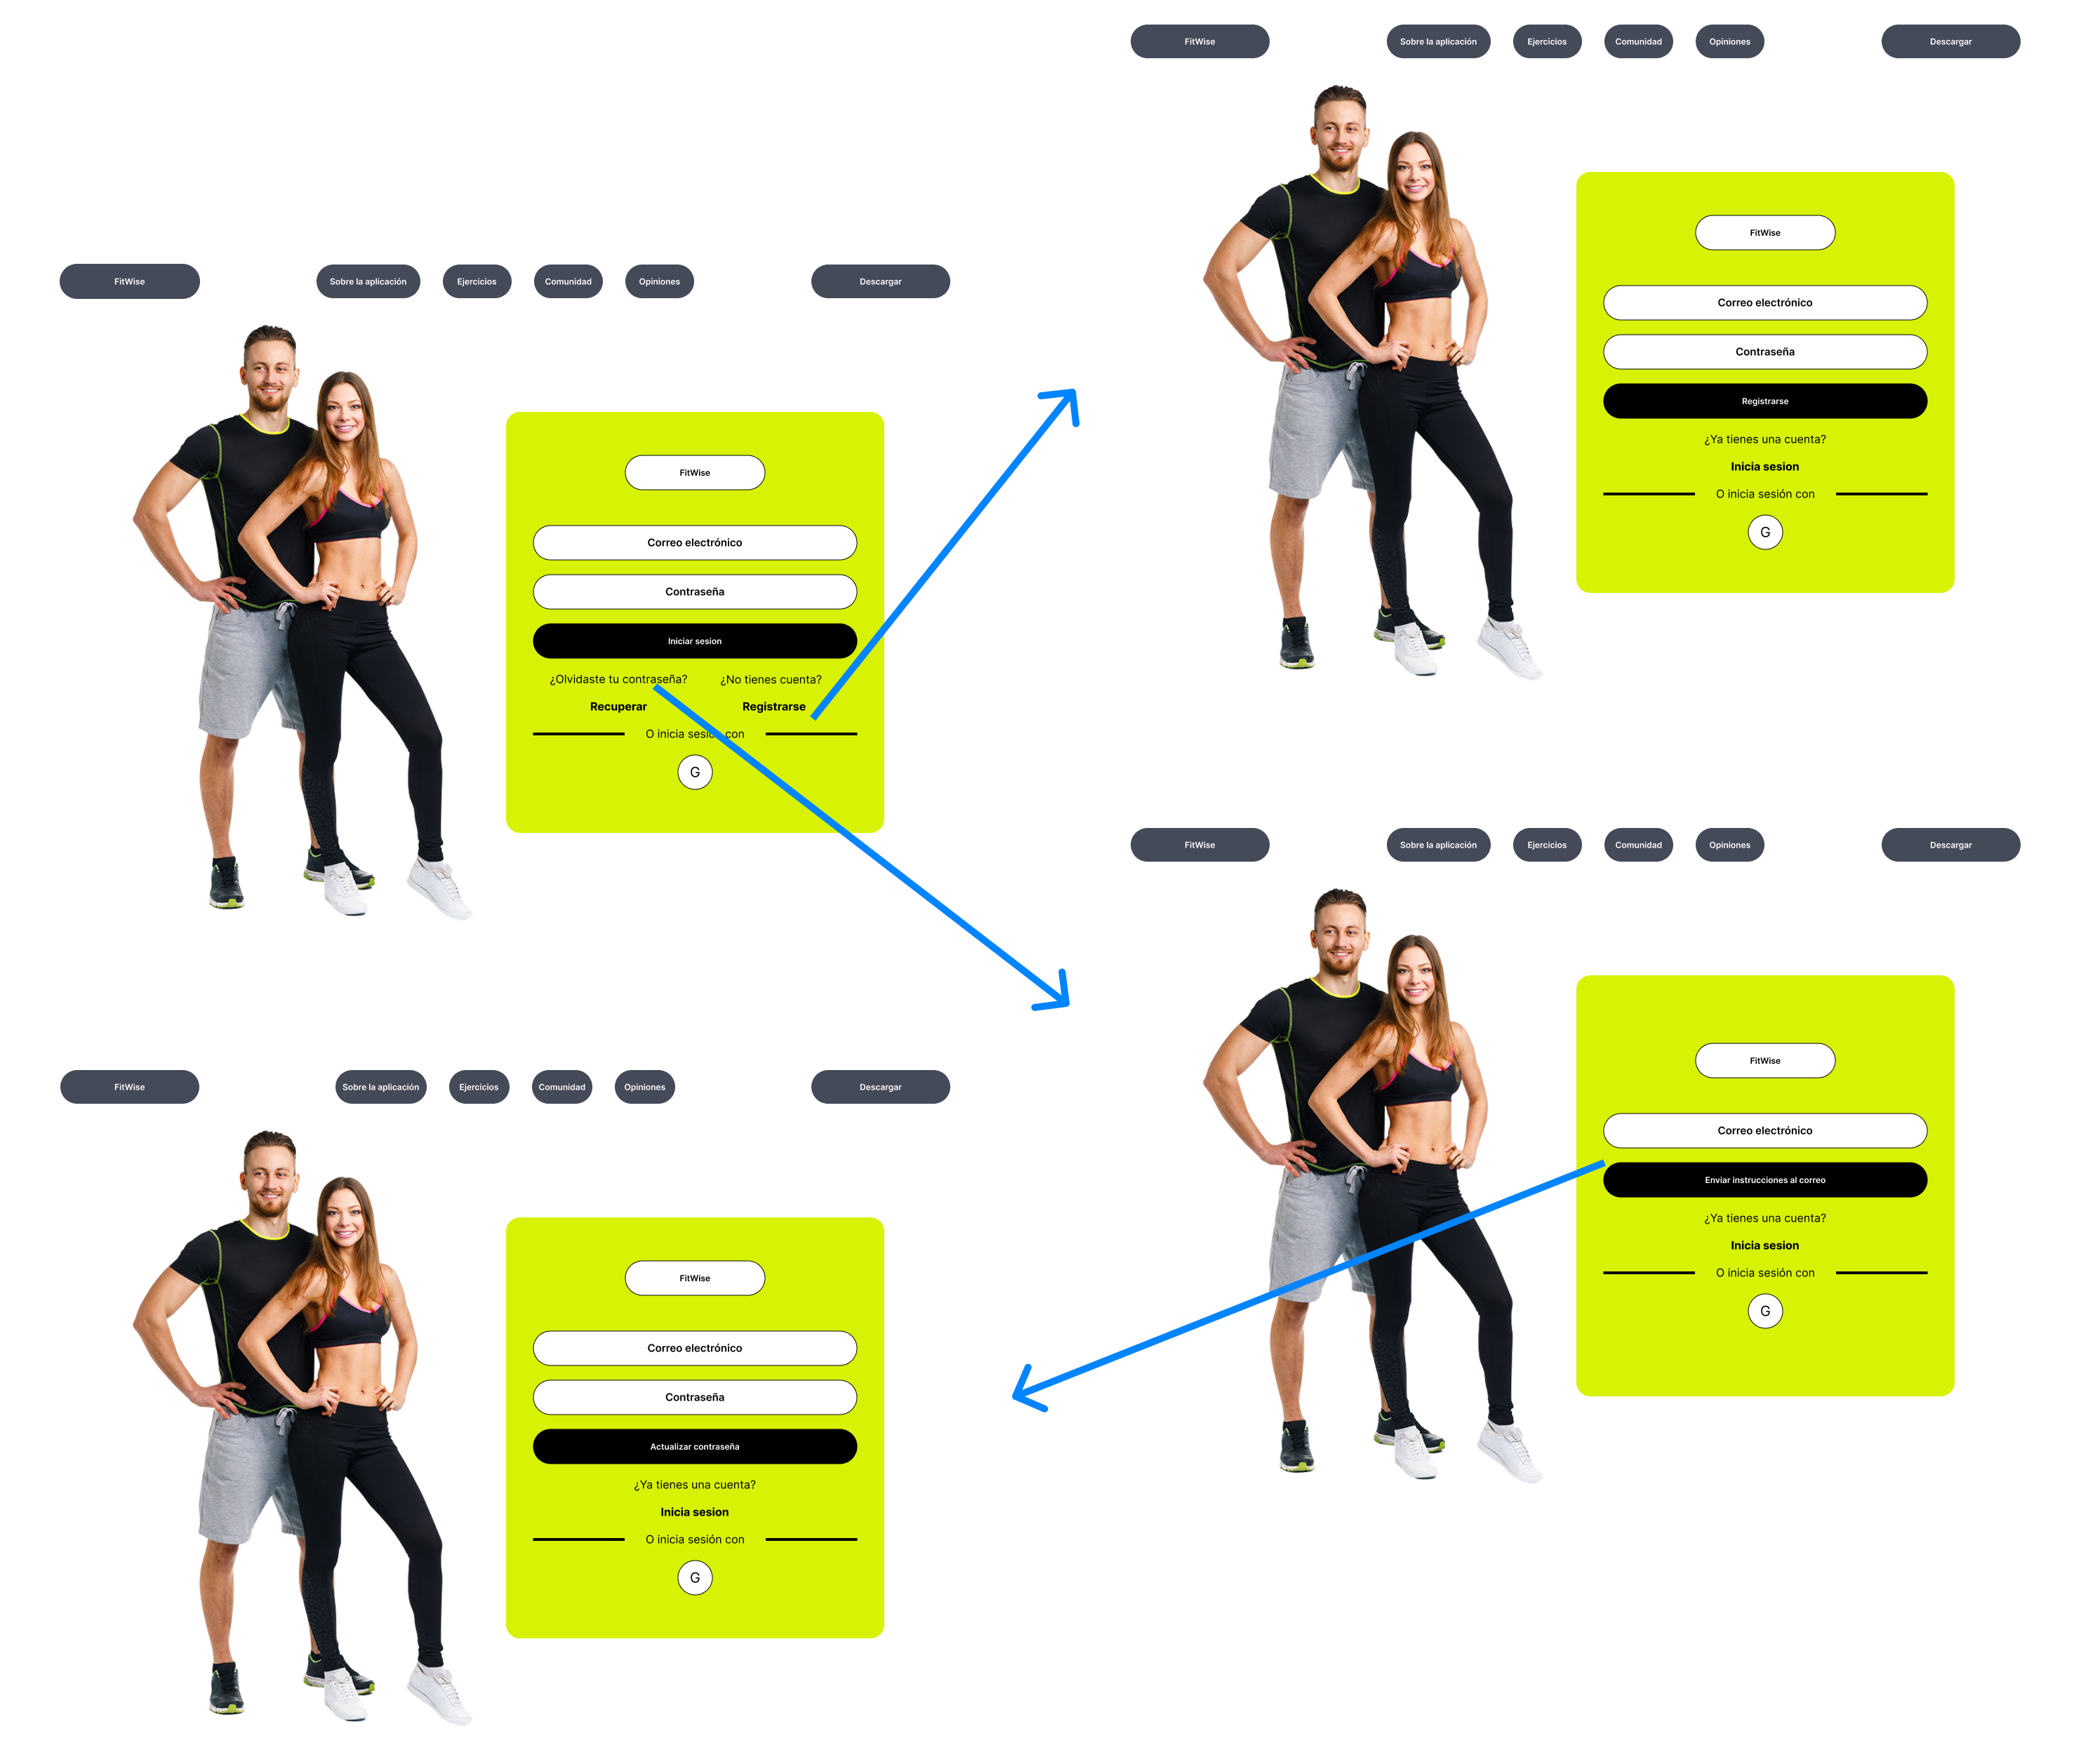 FitWise
Sobre la aplicación
Ejercicios
Comunidad
Opiniones
Descargar
FitWise
Correo electrónico
Contraseña
Iniciar sesion
¿Olvidaste tu contraseña?
¿No tienes cuenta?
Recuperar
Registrarse
O inicia sesión con
G
FitWise
Sobre la aplicación
Ejercicios
Comunidad
Opiniones
Descargar
FitWise
Correo electrónico
Contraseña
Registrarse
¿Ya tienes una cuenta?
Inicia sesion
O inicia sesión con
G
FitWise
Sobre la aplicación
Ejercicios
Comunidad
Opiniones
Descargar
FitWise
Correo electrónico
Enviar instrucciones al correo
¿Ya tienes una cuenta?
Inicia sesion
O inicia sesión con
G
FitWise
Sobre la aplicación
Ejercicios
Comunidad
Opiniones
Descargar
FitWise
Correo electrónico
Contraseña
Actualizar contraseña
¿Ya tienes una cuenta?
Inicia sesion
O inicia sesión con
G